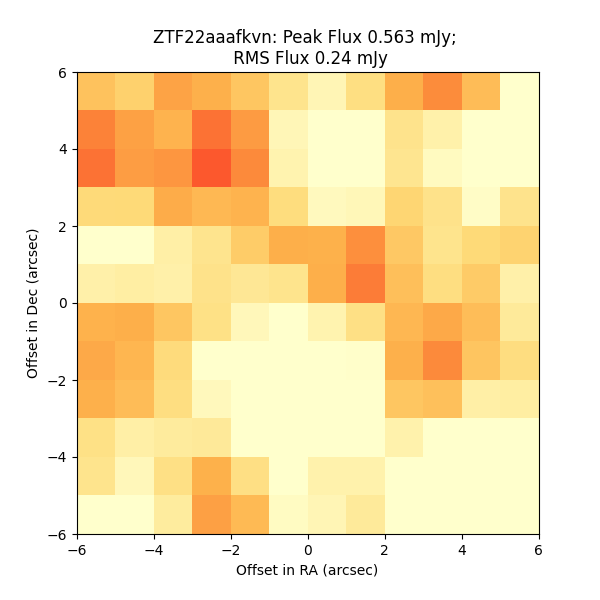 ZTF22aaafkvn: Peak Flux 0.563 mJy;
RMS Flux 0.24 mJy
6
4
2
0
−2
−4
−6
Offset in Dec (arcsec)
−6 −4 −2 0 2 4 6
Offset in RA (arcsec)